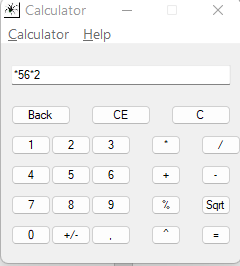 Calculator
Calculator Help
*56*2
Back CE C
1 2 3 * /
4 5 6 + -
7 8 9 % Sqrt
0 +/- , ^ =